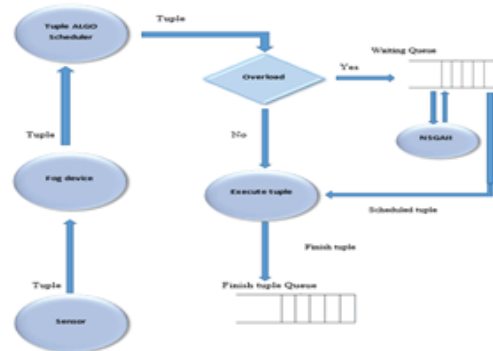 Tuple ALGO
Scheduler
Tuple
Overload
Yes
Waiting Queue
NSGAII
Tuple
No
Fog device
Execute tuple
Scheduled tuple
Finish tuple
Tuple
Finish tuple Queue
Sensor